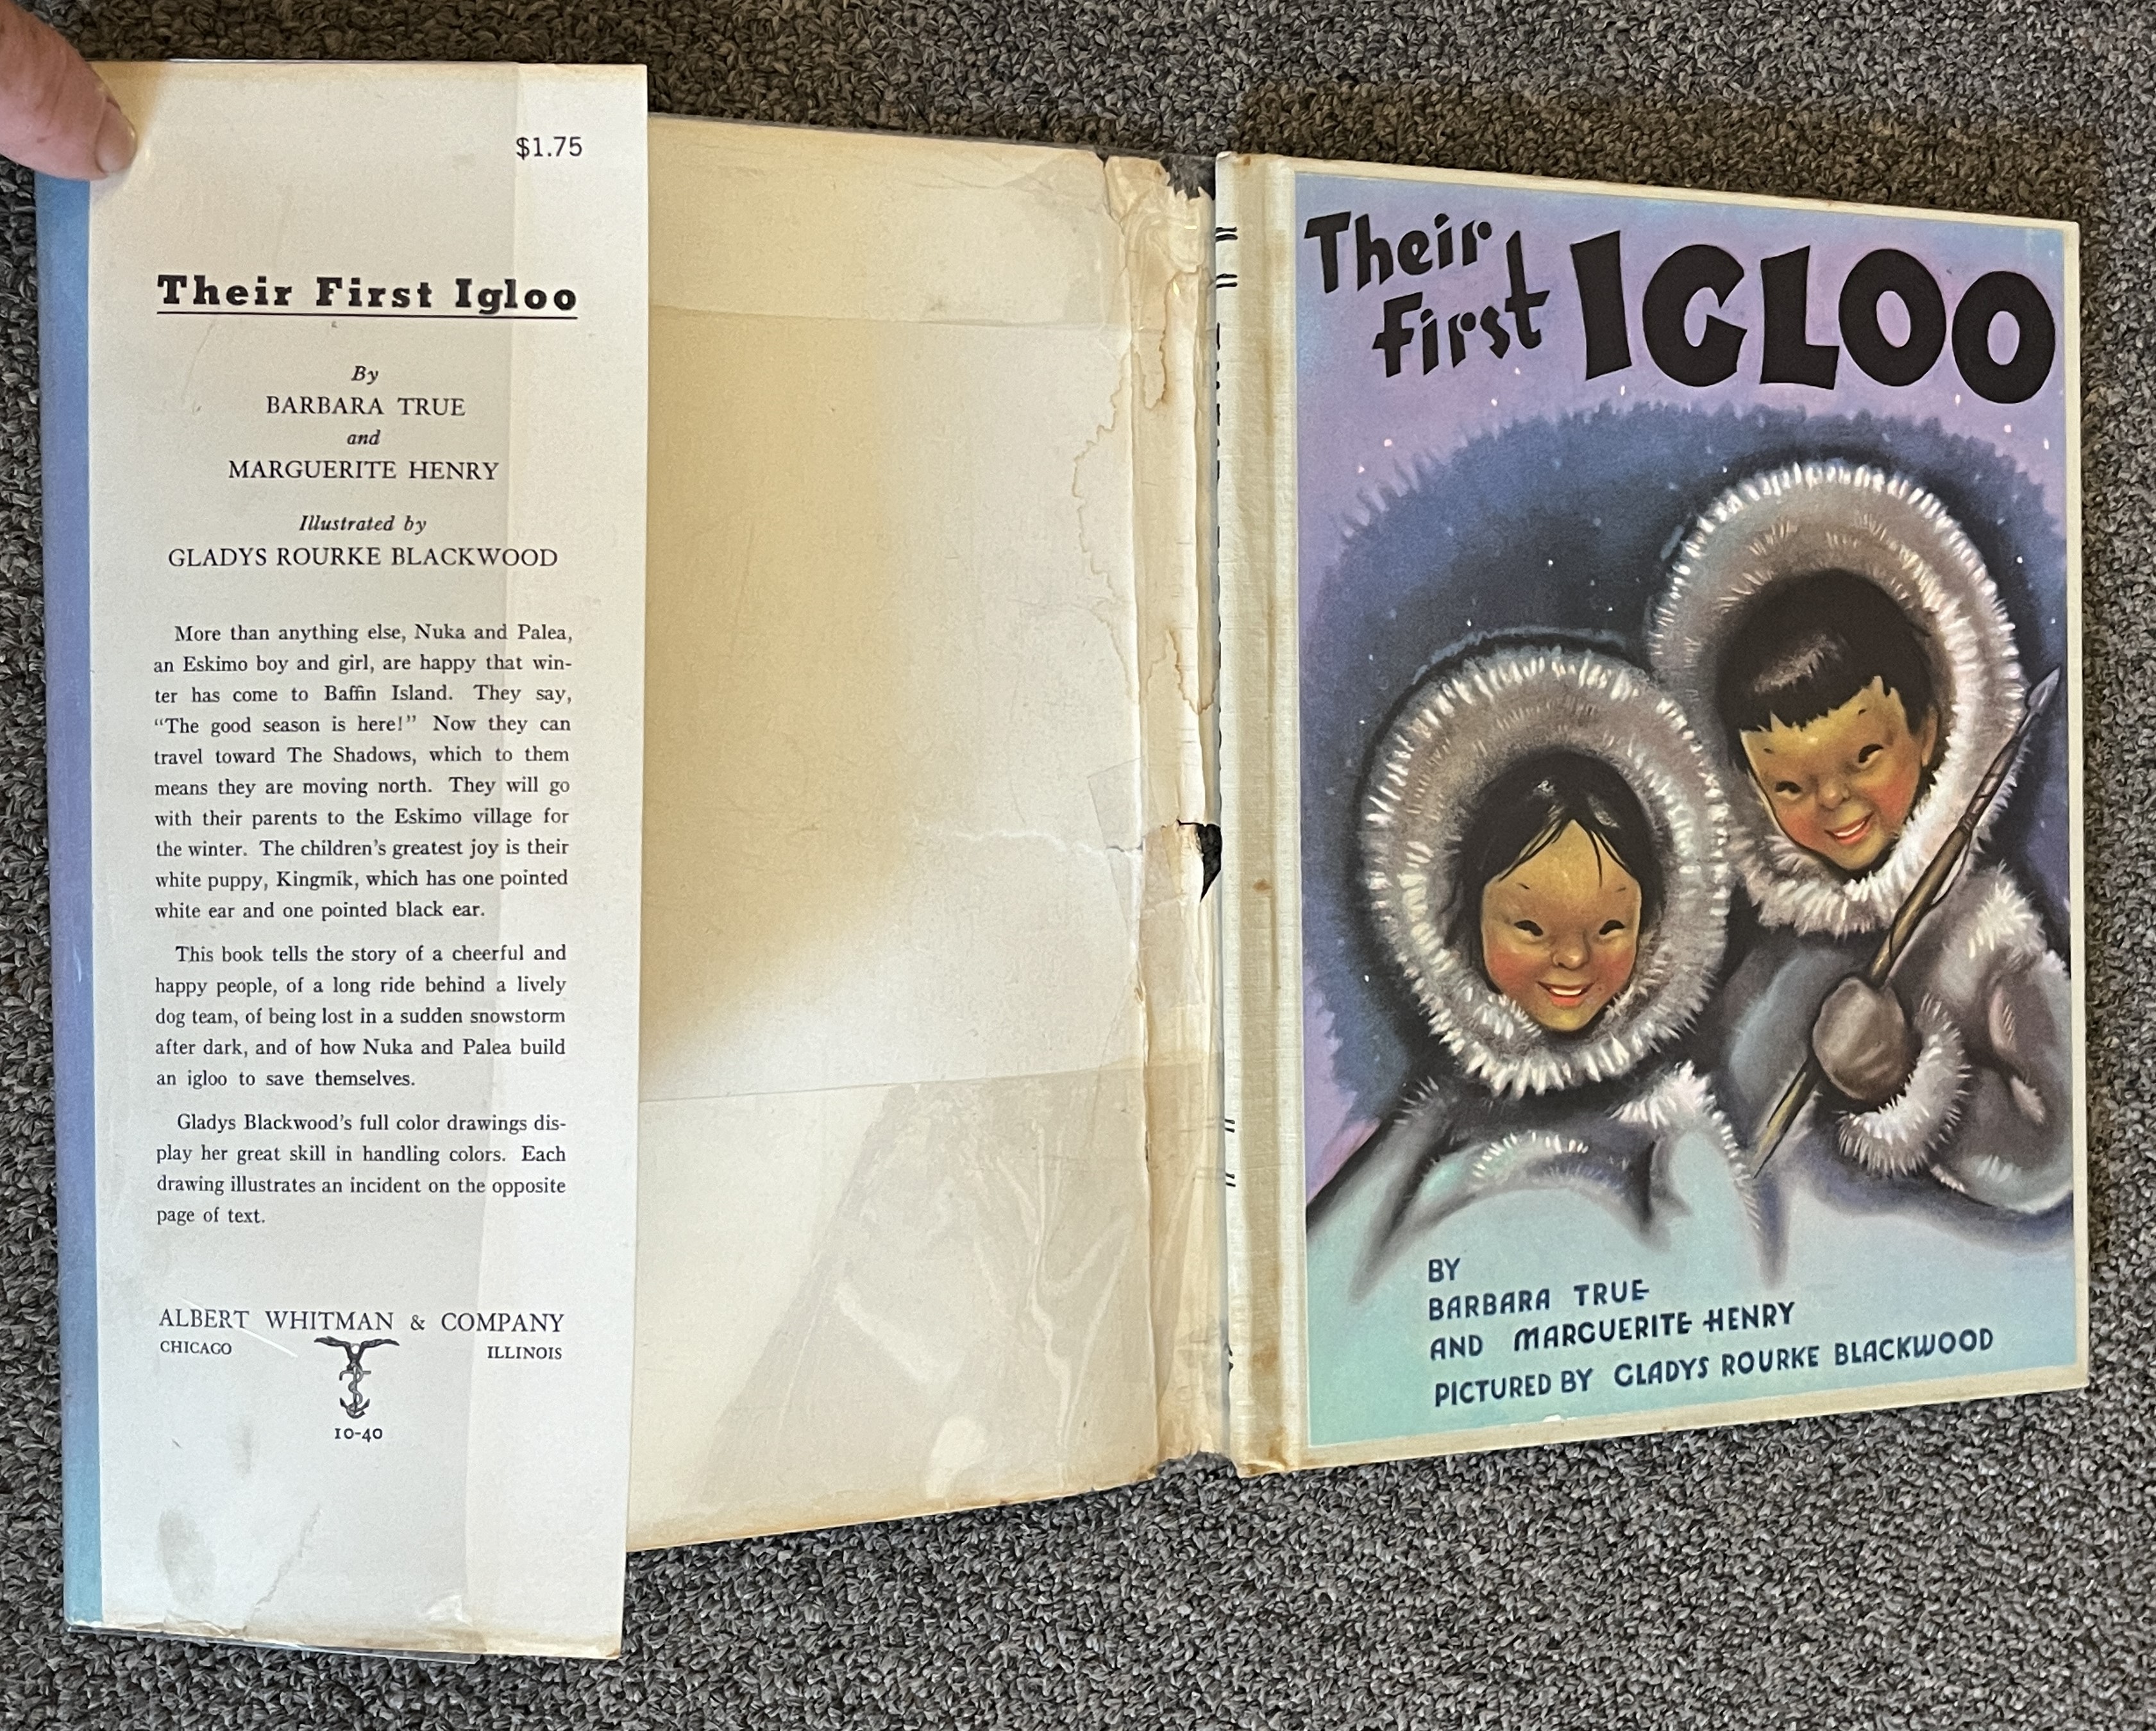 $1.75
Their First Igloo
By
BARBARA TRUE
and
MARGUERITE HENRY
Illustrated by
GLADYS ROURKE BLACKWOOD
More than anything else, Nuka and Palea,
an Eskimo boy and girl, are happy that win-
ter has come to Baffin Island. They say,
“The good season is here!” Now they can
travel toward The Shadows, which to them
means they are moving north. They will go
with their parents to the Eskimo village for
the winter. The children’s greatest joy is their
white puppy, Kingmik, which has one pointed
white ear and one pointed black ear.
This book tells the story of a cheerful and
happy people, of a long ride behind a lively
dog team, of being lost in a sudden snowstorm
after dark, and of how Nuka and Palea build
an igloo to save themselves.
Gladys Blackwood’s full color drawings dis-
play her great skill in handling colors. Each
drawing illustrates an incident on the opposite
page of text.
ALBERT WHITMAN & COMPANY
CHICAGO ILLINOIS
10-40
Their
First IGLOO
BY
BARBARA TRUE
AND MARGUERITE HENRY
PICTURED BY GLADYS ROURKE BLACKWOOD